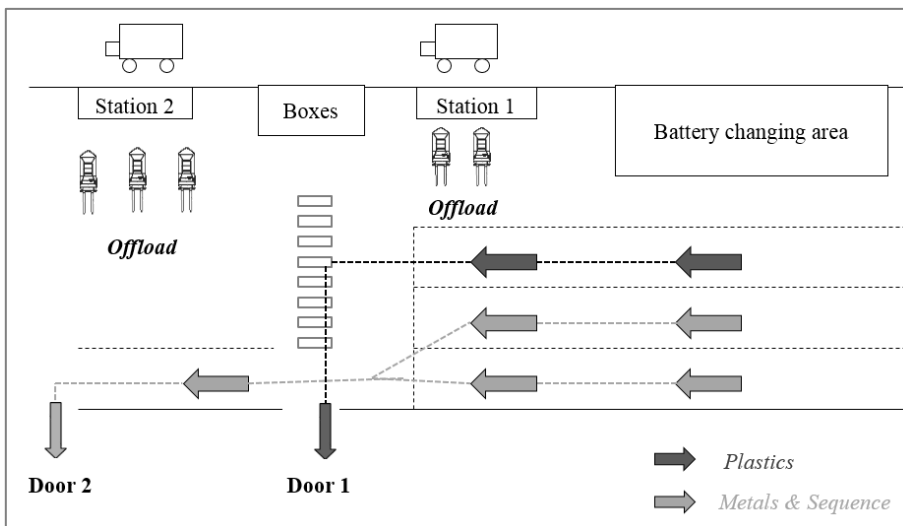 Station 2
Boxes
Station 1
Battery changing area
Offload
Offload
Door 2
Door 1
Plastics
Metals & Sequence